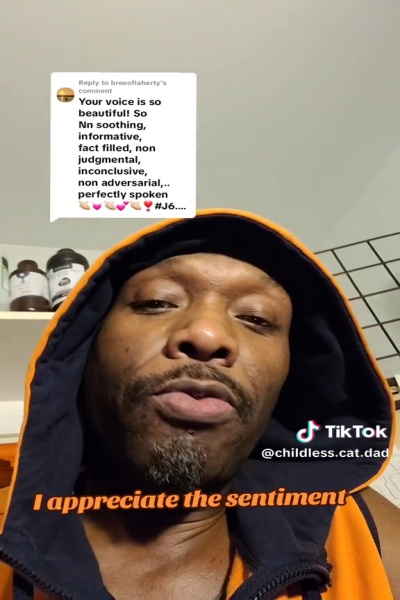 Reply to breeoflaherty's
comment
Your voice is so
beautiful! So
Nn soothing,
informative,
fact filled, non
judgmental,
inconclusive,
non adversarial,..
perfectly spoken
👏🏻💕👏🏻💕👏🏻❣️#J6....
TikTok
@childless.cat.dad
I appreciate the sentiment